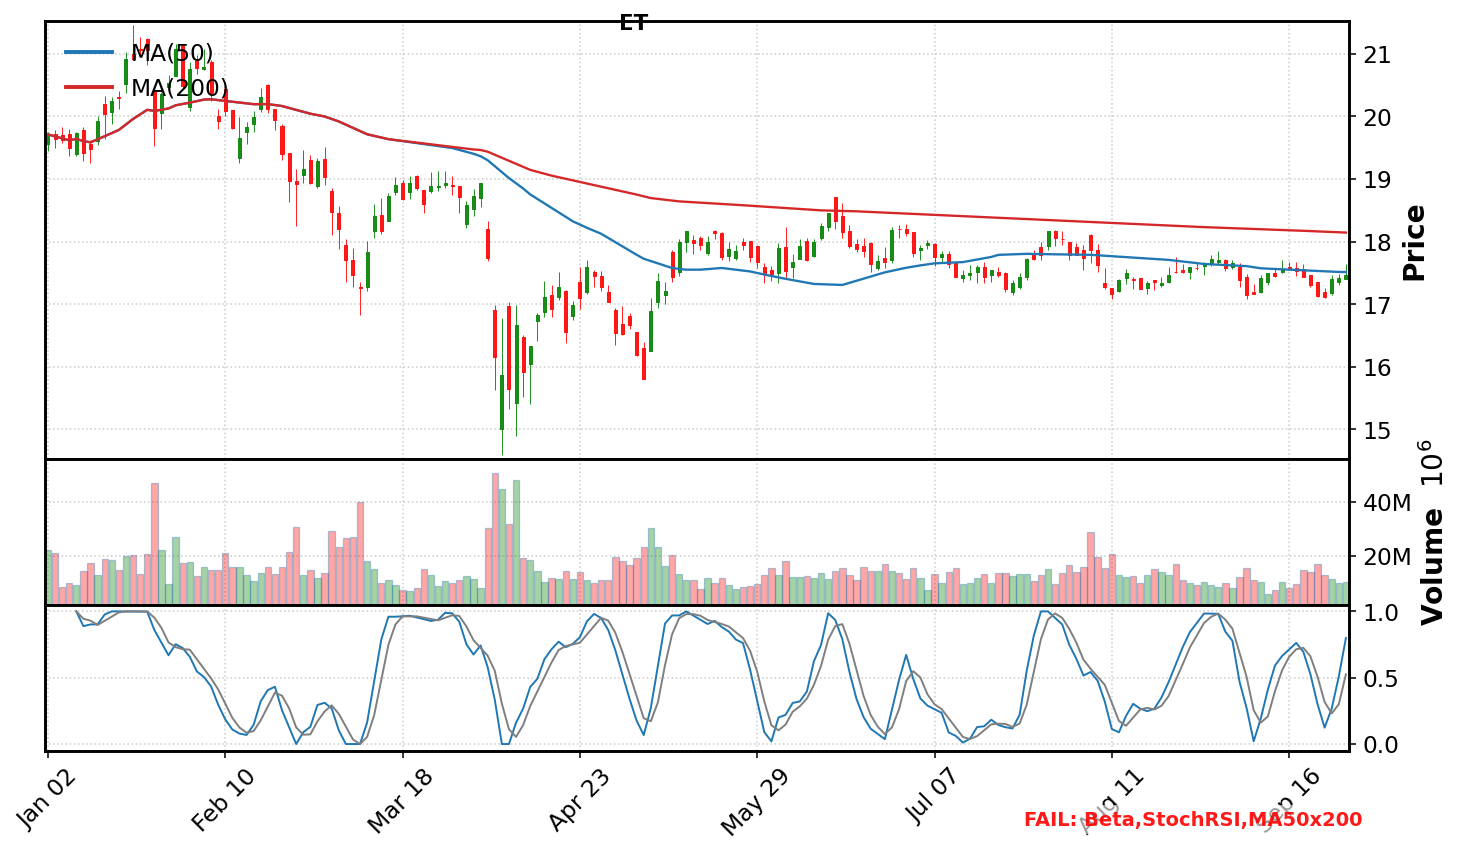 ET
MA(50)
MA(200)
21
20
19
18
17
16
15
Price
10⁶
40M
20M
Volume
1.0
0.5
0.0
Jan 02
Feb 10
Mar 18
Apr 23
May 29
Jul 07
Aug 11
Sep 16
FAIL: Beta,StochRSI,MA50x200